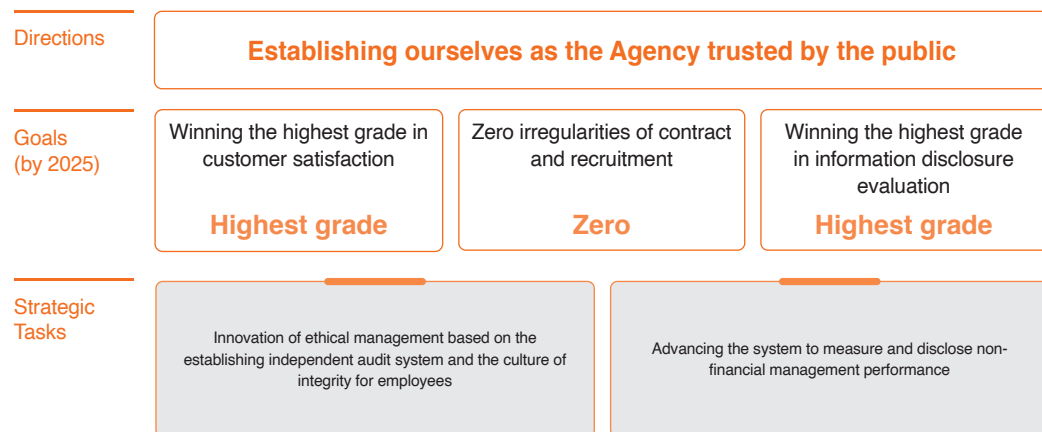 Directions
Establishing ourselves as the Agency trusted by the public
Goals
(by 2025)
Winning the highest grade in
customer satisfaction
Highest grade
Zero irregularities of contract
and recruitment
Zero
Winning the highest grade
in information disclosure
evaluation
Highest grade
Strategic
Tasks
Innovation of ethical management based on the
establishing independent audit system and the culture of
integrity for employees
Advancing the system to measure and disclose non-
financial management performance